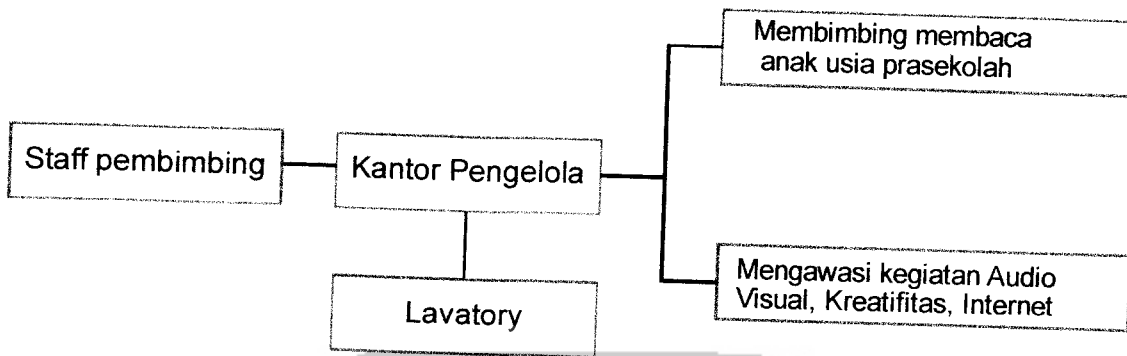 Membimbing membaca
anak usia prasekolah
Staff pembimbing
Kantor Pengelola
Mengawasi kegiatan Audio
Visual, Kreatifitas, Internet
Lavatory